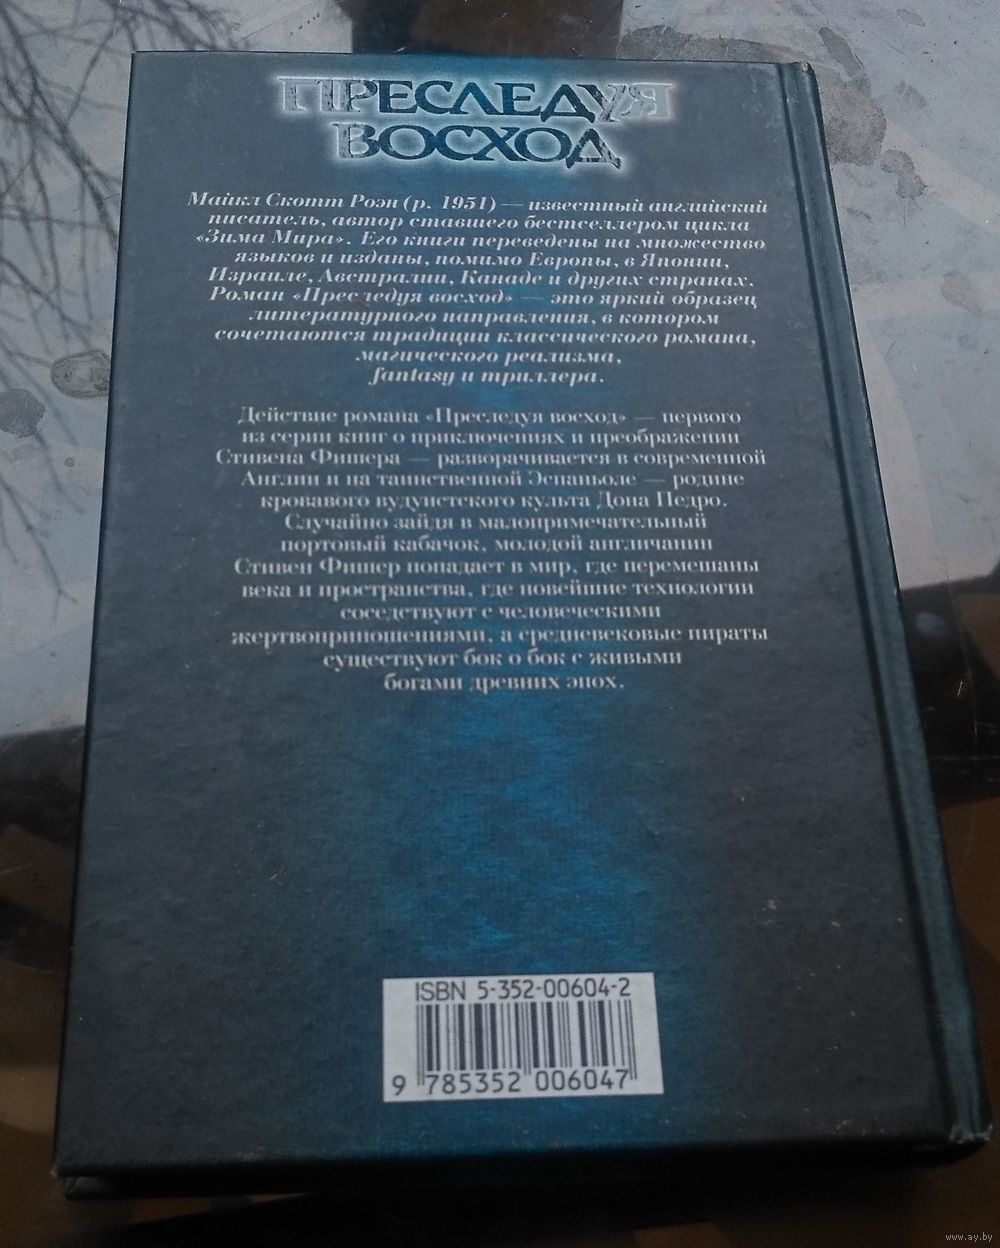 ПРЕСЛЕДУЯ
ВОСХОД
Майкл Скотт Роэн (р. 1951) — известный английский
писатель, автор ставшего бестселлером цикла
«Зима Мира». Его книги переведены на множество
языков и изданы, помимо Европы, в Японии,
Израиле, Австралии, Канаде и других странах.
Роман «Преследуя восход» — это яркий образец
литературного направления, в котором
сочетаются традиции классического романа,
магического реализма,
fantasy и триллера.
Действие романа «Преследуя восход» — первого
из серии книг о приключениях и преображении
Стивена Фишера — разворачивается в современной
Англии и на таинственной Эспаньоле — родине
кровавого вудуистского культа Дона Педро.
Случайно зайдя в малопримечательный
портовый кабачок, молодой англичанин
Стивен Фишер попадает в мир, где перемешаны
века и пространства, где новейшие технологии
соседствуют с человеческими
жертвоприношениями, а средневековые пираты
существуют бок о бок с живыми
богами древних эпох.
ISBN 5-352-00604-2
9 785352 006047
www.ay.by